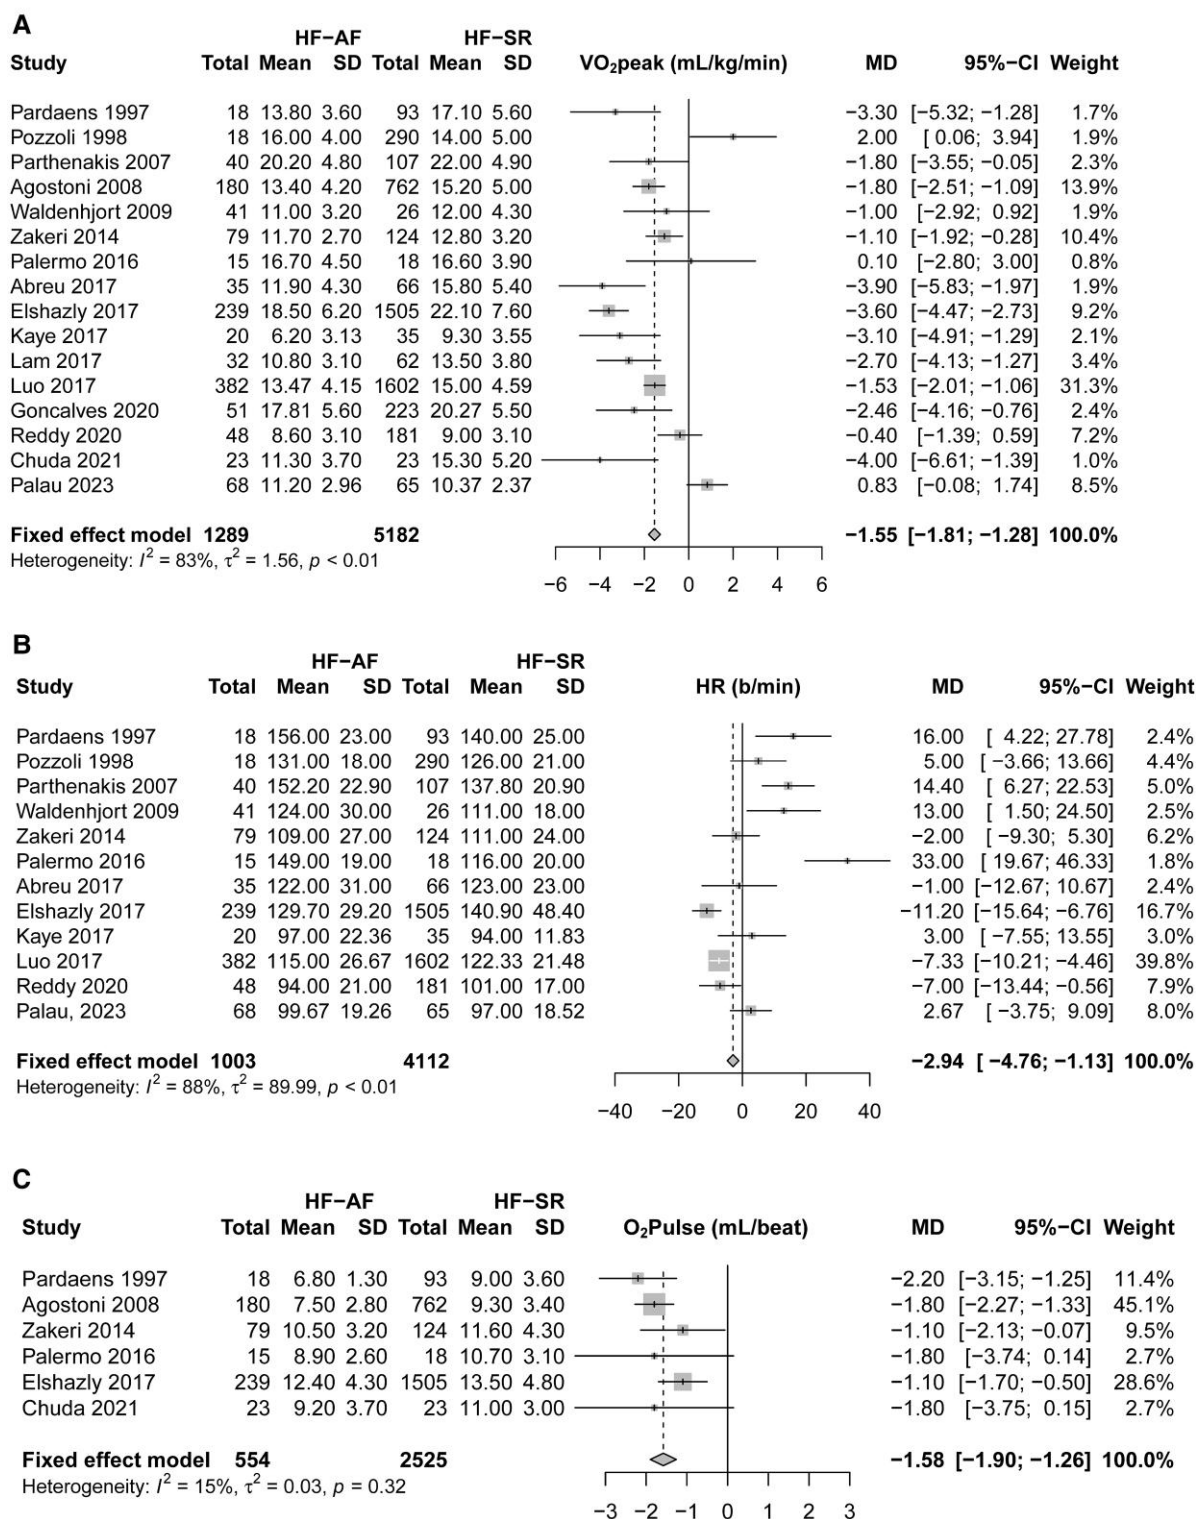 A
HF−AF HF−SR
Study Total Mean SD Total Mean SD VO₂peak (mL/kg/min) MD 95%−CI Weight
Pardaens 1997 18 13.80 3.60 93 17.10 5.60 −3.30 [−5.32; −1.28] 1.7%
Pozzoli 1998 18 16.00 4.00 290 14.00 5.00 2.00 [ 0.06; 3.94] 1.9%
Parthenakis 2007 40 20.20 4.80 107 22.00 4.90 −1.80 [−3.55; −0.05] 2.3%
Agostoni 2008 180 13.40 4.20 762 15.20 5.00 −1.80 [−2.51; −1.09] 13.9%
Waldenhjort 2009 41 11.00 3.20 26 12.00 4.30 −1.00 [−2.92; 0.92] 1.9%
Zakeri 2014 79 11.70 2.70 124 12.80 3.20 −1.10 [−1.92; −0.28] 10.4%
Palermo 2016 15 16.70 4.50 18 16.60 3.90 0.10 [−2.80; 3.00] 0.8%
Abreu 2017 35 11.90 4.30 66 15.80 5.40 −3.90 [−5.83; −1.97] 1.9%
Elshazly 2017 239 18.50 6.20 1505 22.10 7.60 −3.60 [−4.47; −2.73] 9.2%
Kaye 2017 20 6.20 3.13 35 9.30 3.55 −3.10 [−4.91; −1.29] 2.1%
Lam 2017 32 10.80 3.10 62 13.50 3.80 −2.70 [−4.13; −1.27] 3.4%
Luo 2017 382 13.47 4.15 1602 15.00 4.59 −1.53 [−2.01; −1.06] 31.3%
Goncalves 2020 51 17.81 5.60 223 20.27 5.50 −2.46 [−4.16; −0.76] 2.4%
Reddy 2020 48 8.60 3.10 181 9.00 3.10 −0.40 [−1.39; 0.59] 7.2%
Chuda 2021 23 11.30 3.70 23 15.30 5.20 −4.00 [−6.61; −1.39] 1.0%
Palau 2023 68 11.20 2.96 65 10.37 2.37 0.83 [−0.08; 1.74] 8.5%
Fixed effect model 1289 5182 −1.55 [−1.81; −1.28] 100.0%
Heterogeneity: I² = 83%, τ² = 1.56, p < 0.01
−6 −4 −2 0 2 4 6
B
HF−AF HF−SR
Study Total Mean SD Total Mean SD HR (b/min) MD 95%−CI Weight
Pardaens 1997 18 156.00 23.00 93 140.00 25.00 16.00 [ 4.22; 27.78] 2.4%
Pozzoli 1998 18 131.00 18.00 290 126.00 21.00 5.00 [ −3.66; 13.66] 4.4%
Parthenakis 2007 40 152.20 22.90 107 137.80 20.90 14.40 [ 6.27; 22.53] 5.0%
Waldenhjort 2009 41 124.00 30.00 26 111.00 18.00 13.00 [ 1.50; 24.50] 2.5%
Zakeri 2014 79 109.00 27.00 124 111.00 24.00 −2.00 [ −9.30; 5.30] 6.2%
Palermo 2016 15 149.00 19.00 18 116.00 20.00 33.00 [ 19.67; 46.33] 1.8%
Abreu 2017 35 122.00 31.00 66 123.00 23.00 −1.00 [−12.67; 10.67] 2.4%
Elshazly 2017 239 129.70 29.20 1505 140.90 48.40 −11.20 [−15.64; −6.76] 16.7%
Kaye 2017 20 97.00 22.36 35 94.00 11.83 3.00 [ −7.55; 13.55] 3.0%
Luo 2017 382 115.00 26.67 1602 122.33 21.48 −7.33 [−10.21; −4.46] 39.8%
Reddy 2020 48 94.00 21.00 181 101.00 17.00 −7.00 [−13.44; −0.56] 7.9%
Palau, 2023 68 99.67 19.26 65 97.00 18.52 2.67 [ −3.75; 9.09] 8.0%
Fixed effect model 1003 4112 −2.94 [ −4.76; −1.13] 100.0%
Heterogeneity: I² = 88%, τ² = 89.99, p < 0.01
−40 −20 0 20 40
C
HF−AF HF−SR
Study Total Mean SD Total Mean SD O₂Pulse (mL/beat) MD 95%−CI Weight
Pardaens 1997 18 6.80 1.30 93 9.00 3.60 −2.20 [−3.15; −1.25] 11.4%
Agostoni 2008 180 7.50 2.80 762 9.30 3.40 −1.80 [−2.27; −1.33] 45.1%
Zakeri 2014 79 10.50 3.20 124 11.60 4.30 −1.10 [−2.13; −0.07] 9.5%
Palermo 2016 15 8.90 2.60 18 10.70 3.10 −1.80 [−3.74; 0.14] 2.7%
Elshazly 2017 239 12.40 4.30 1505 13.50 4.80 −1.10 [−1.70; −0.50] 28.6%
Chuda 2021 23 9.20 3.70 23 11.00 3.00 −1.80 [−3.75; 0.15] 2.7%
Fixed effect model 554 2525 −1.58 [−1.90; −1.26] 100.0%
Heterogeneity: I² = 15%, τ² = 0.03, p = 0.32
−3 −2 −1 0 1 2 3